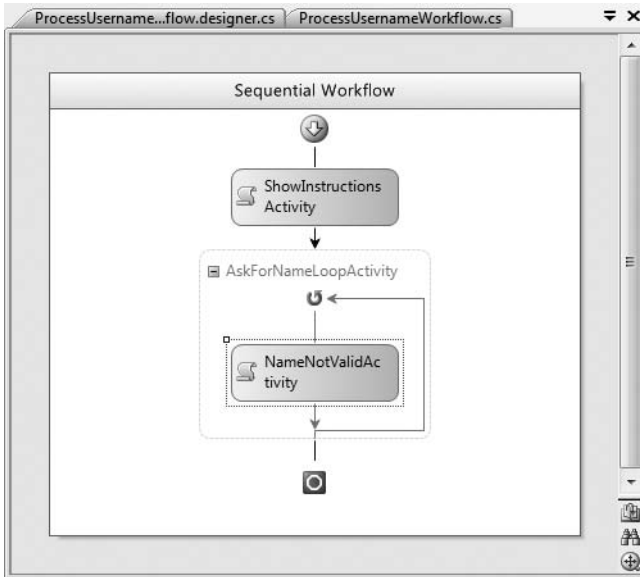 ProcessUsername...flow.designer.cs
ProcessUsernameWorkflow.cs
Sequential Workflow
ShowInstructions
Activity
AskForNameLoopActivity
NameNotValidAc
tivity